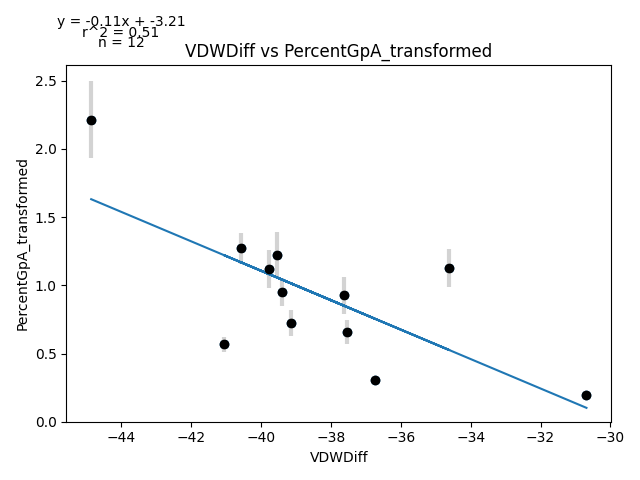 y = -0.11x + -3.21
r^2 = 0.51
n = 12
VDWDiff vs PercentGpA_transformed
PercentGpA_transformed
2.5
2.0
1.5
1.0
0.5
0.0
−44
−42
−40
−38
−36
−34
−32
−30
VDWDiff